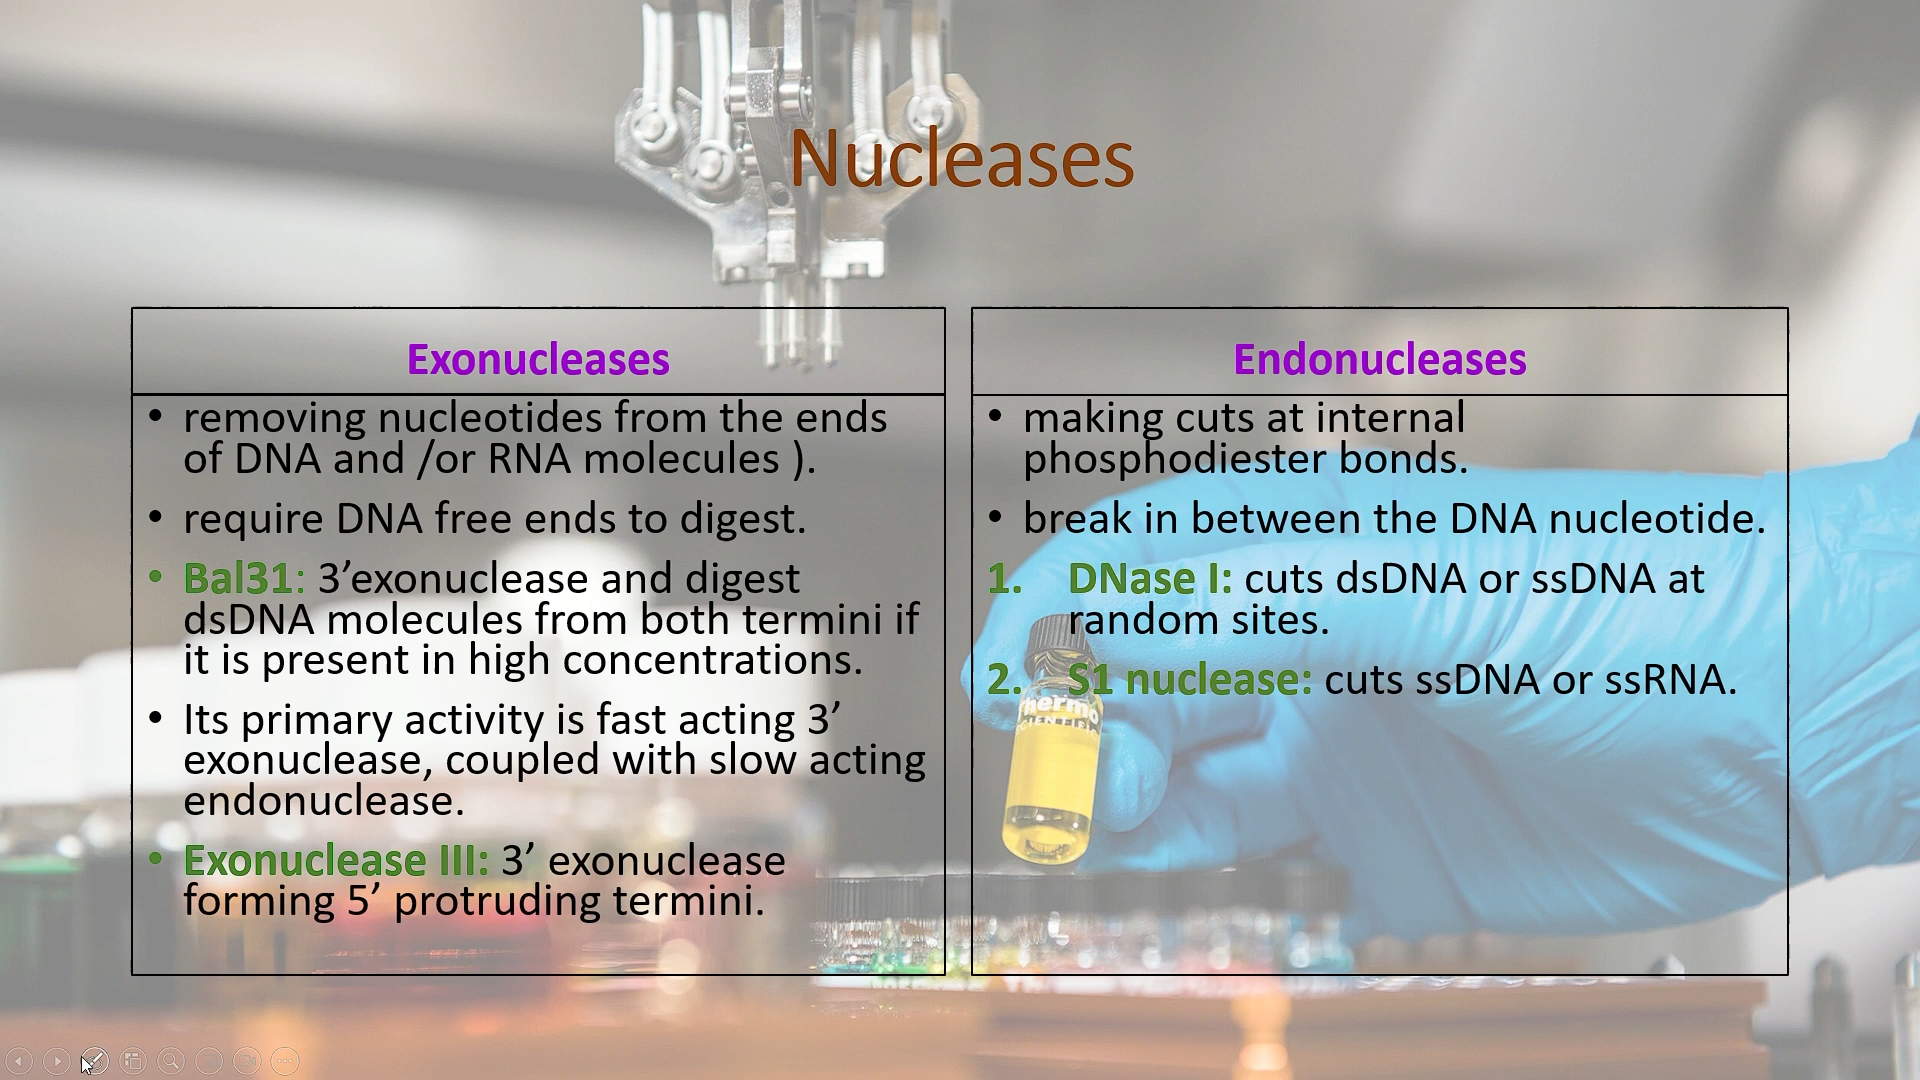 Nucleases
Exonucleases
• removing nucleotides from the ends
of DNA and /or RNA molecules ).
• require DNA free ends to digest.
• Bal31: 3’exonuclease and digest
dsDNA molecules from both termini if
it is present in high concentrations.
• Its primary activity is fast acting 3’
exonuclease, coupled with slow acting
endonuclease.
• Exonuclease III: 3’ exonuclease
forming 5’ protruding termini.
Endonucleases
• making cuts at internal
phosphodiester bonds.
• break in between the DNA nucleotide.
1. DNase I: cuts dsDNA or ssDNA at
random sites.
2. S1 nuclease: cuts ssDNA or ssRNA.